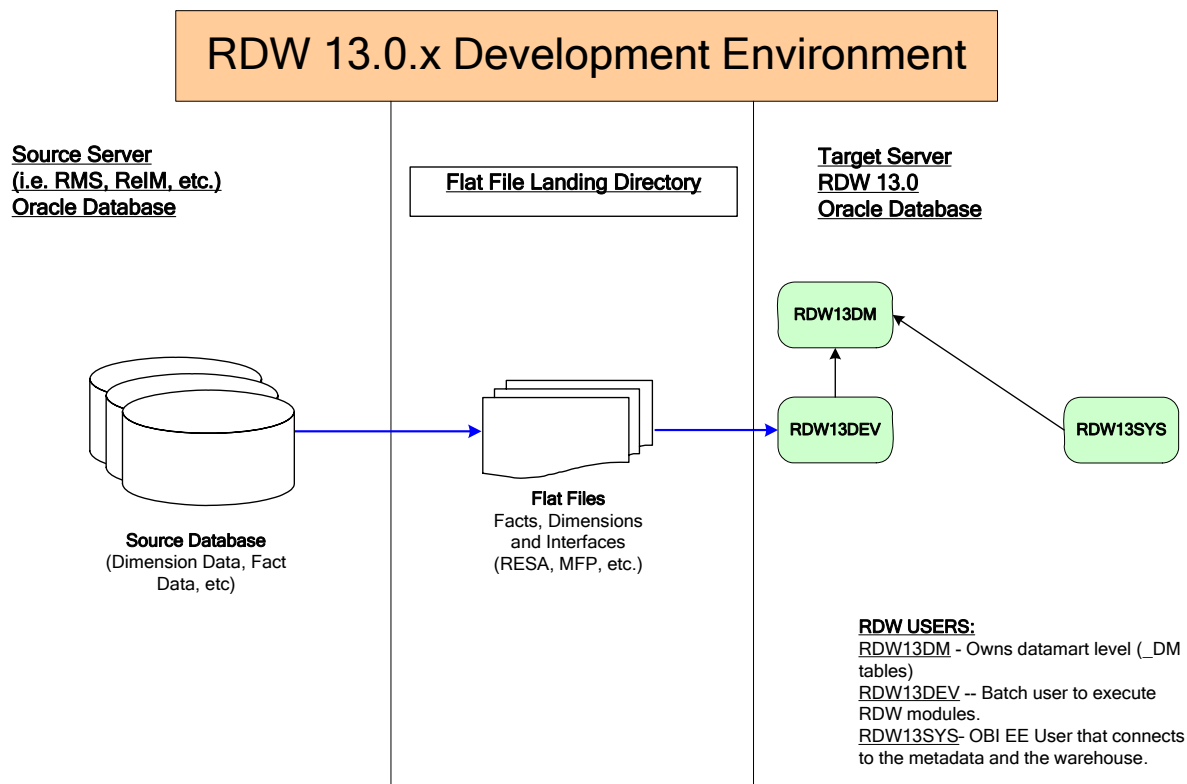 RDW 13.0.x Development Environment
Source Server
(i.e. RMS, ReIM, etc.)
Oracle Database
Flat File Landing Directory
Target Server
RDW 13.0
Oracle Database
RDW13DM
RDW13DEV
RDW13SYS
Source Database
(Dimension Data, Fact
Data, etc)
Flat Files
Facts, Dimensions
and Interfaces
(RESA, MFP, etc.)
RDW USERS:
RDW13DM - Owns datamart level (_DM
tables)
RDW13DEV -- Batch user to execute
RDW modules.
RDW13SYS- OBI EE User that connects
to the metadata and the warehouse.